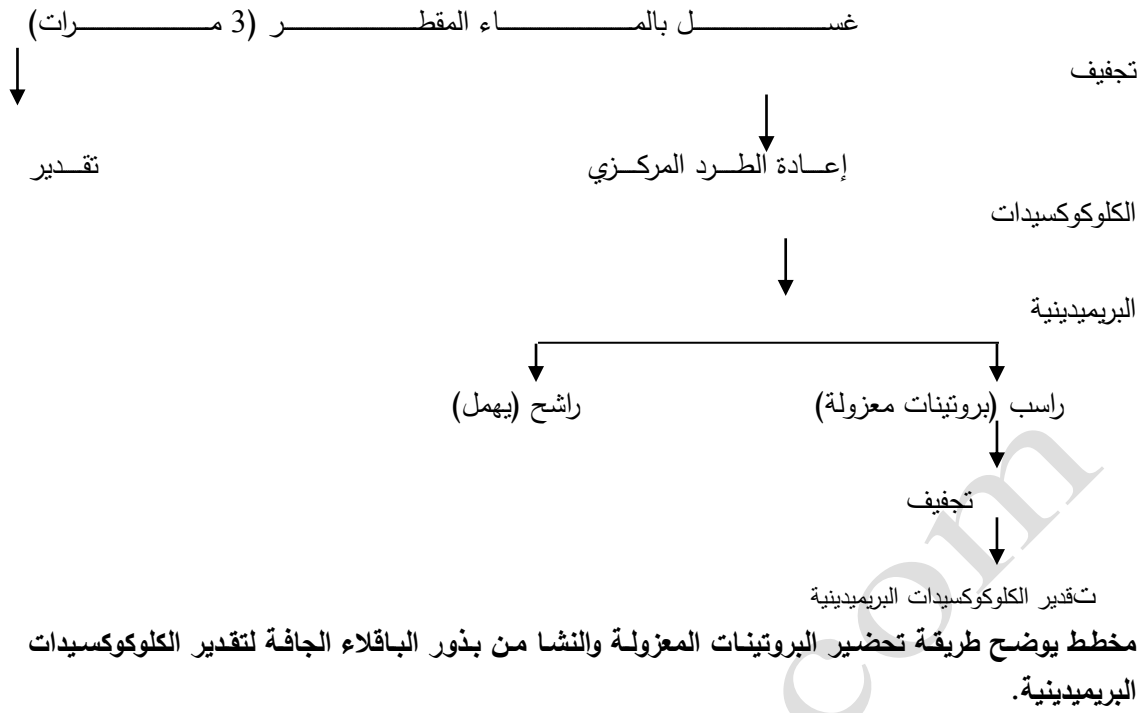 غسل بالماء المقطر (3 مرات)
تجفيف
إعادة الطرد المركزي تقدير
الكلوكوكسيدات
البريميدينية
راسب (بروتينات معزولة) راشح (يهمل)
تجفيف
تقدير الكلوكوكسيدات البريميدينية
مخطط يوضح طريقة تحضير البروتينات المعزولة والنشا من بذور الباقلاء الجافة لتقدير الكلوكوكسيدات
البريميدينية.
com